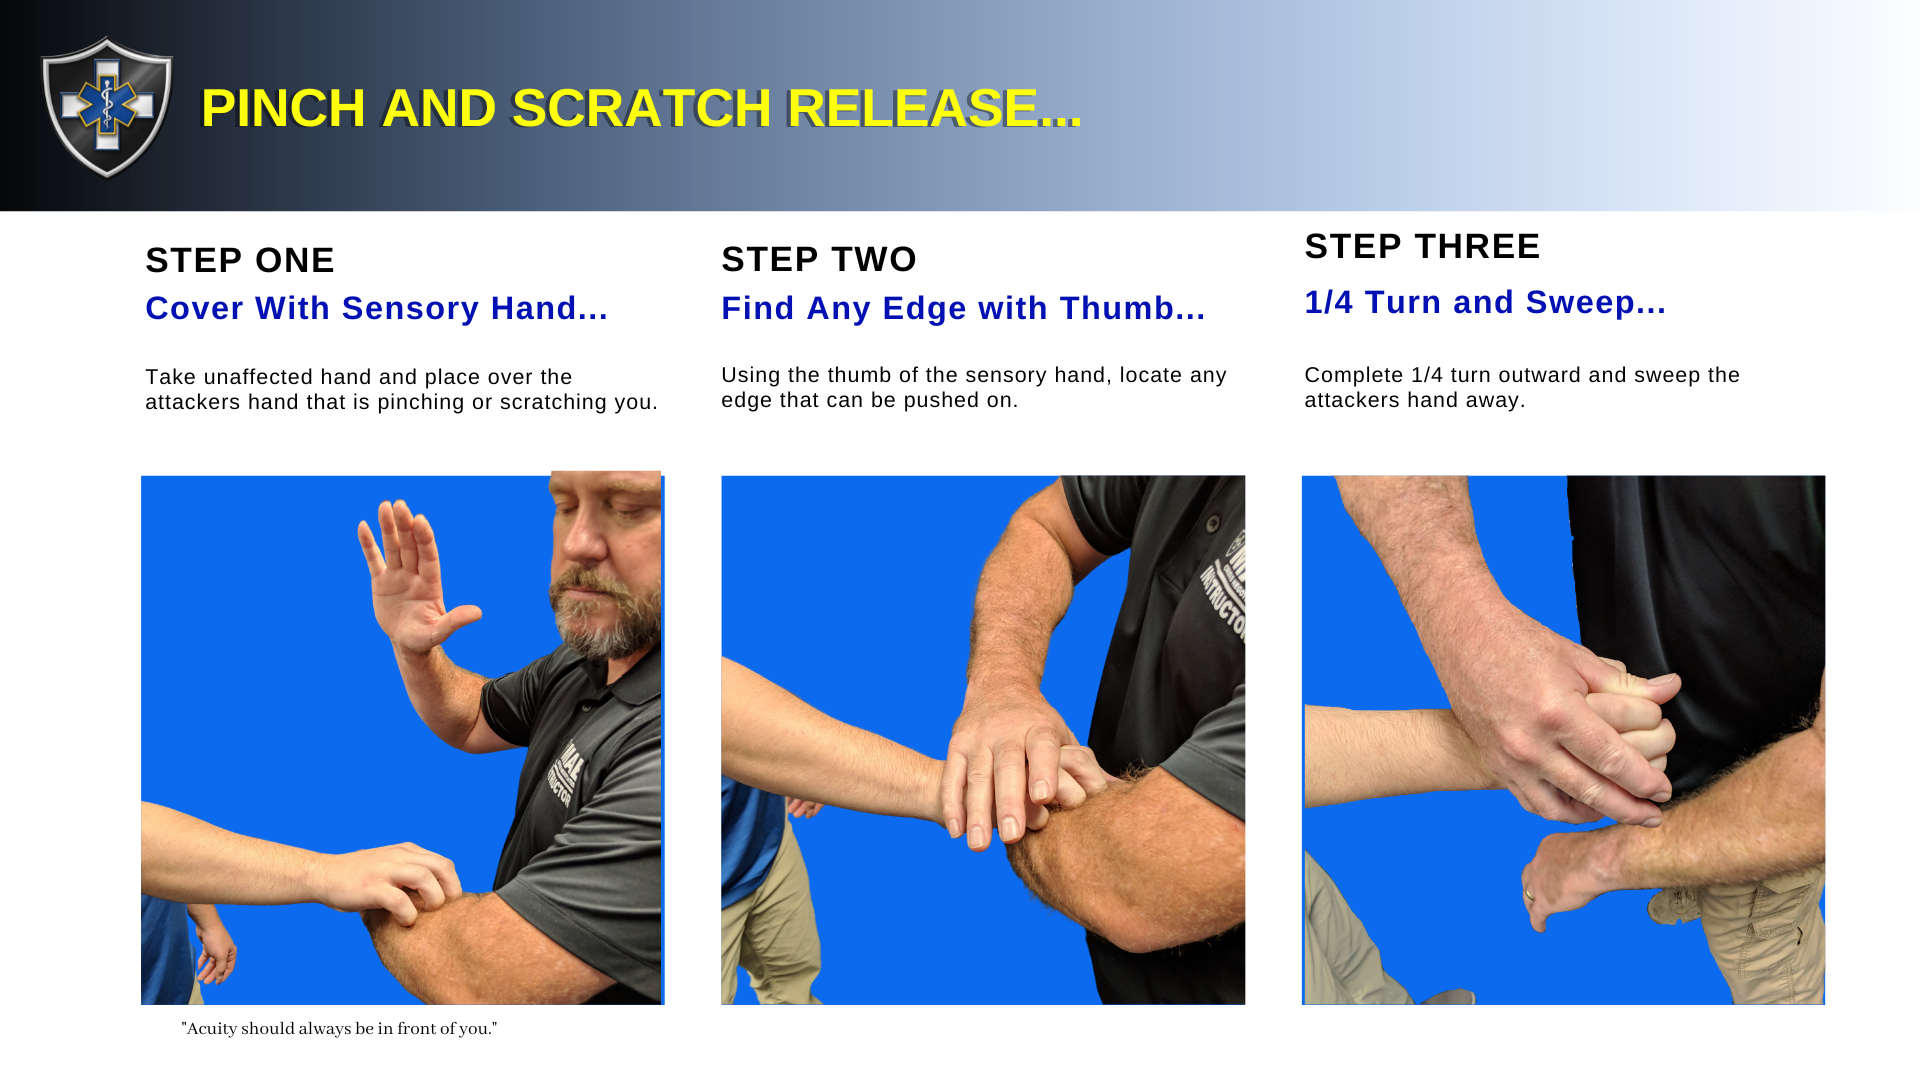 PINCH AND SCRATCH RELEASE...
STEP ONE
Cover With Sensory Hand...
Take unaffected hand and place over the
attackers hand that is pinching or scratching you.
STEP TWO
Find Any Edge with Thumb...
Using the thumb of the sensory hand, locate any
edge that can be pushed on.
STEP THREE
1/4 Turn and Sweep...
Complete 1/4 turn outward and sweep the
attackers hand away.
"Acuity should always be in front of you."